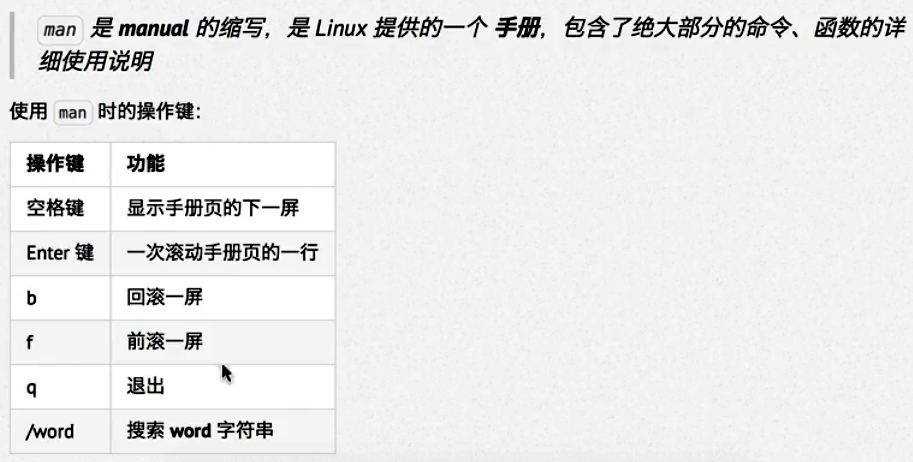 man 是 manual 的缩写，是 Linux 提供的一个 手册，包含了绝大部分的命令、函数的详
细使用说明
使用 man 时的操作键：
操作键 功能
空格键 显示手册页的下一屏
Enter 键 一次滚动手册页的一行
b 回滚一屏
f 前滚一屏
q 退出
/word 搜索 word 字符串